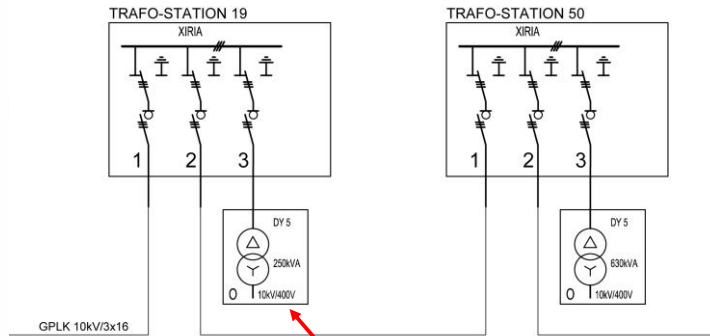 TRAFO-STATION 19
XIRIA
1 2 3
DY 5
250kVA
0 10kV/400V
GPLK 10kV/3x16
TRAFO-STATION 50
XIRIA
1 2 3
DY 5
630kVA
0 10kV/400V